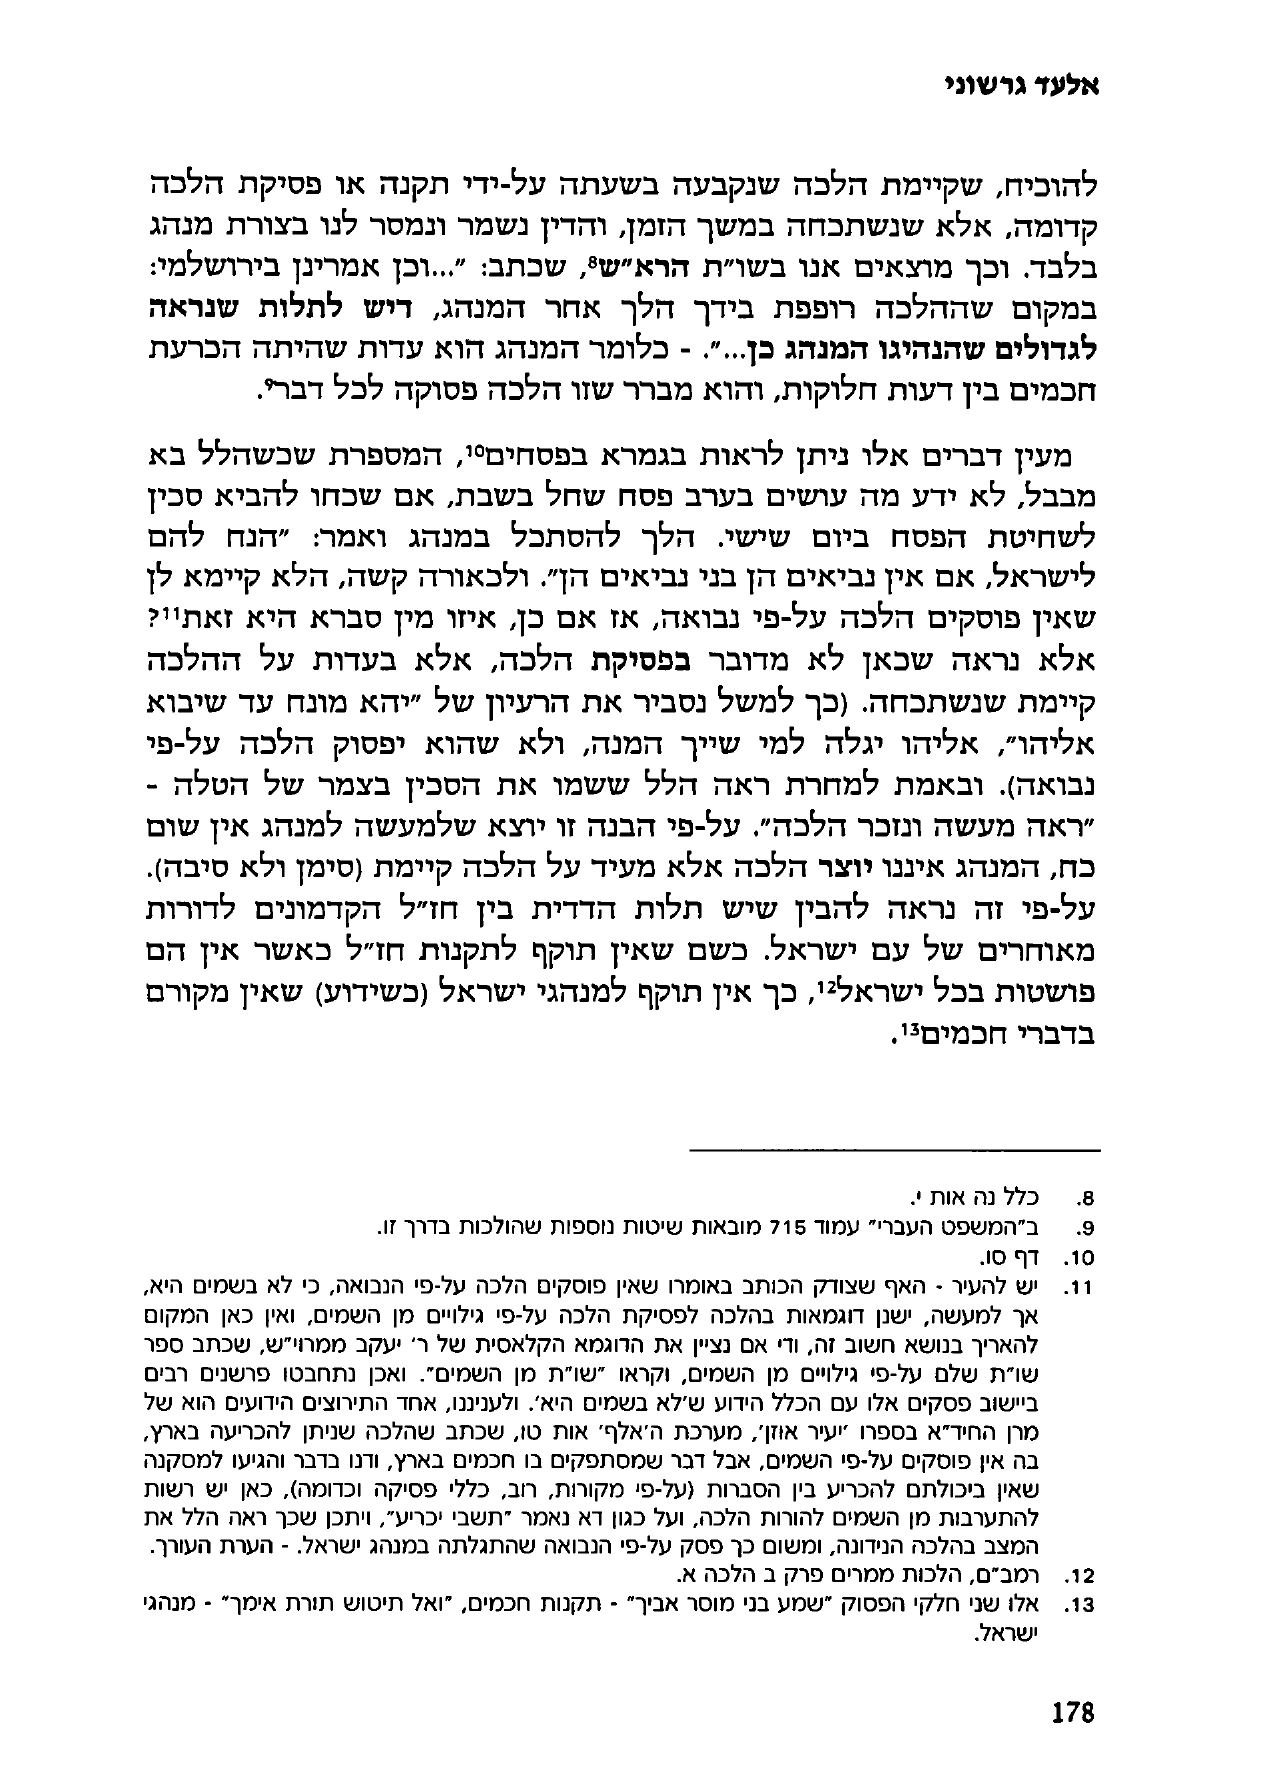 אלעד גרשוני
להוכיח, שקיימת הלכה שנקבעה בשעתה על-ידי תקנה או פסיקת הלכה
קדומה, אלא שנשתכחה במשך הזמן, והדין נשמר ונמסר לנו בצורת מנהג
בלבד. וכך מוצאים אנו בשו״ת הרא״ש⁸, שכתב: ״...וכן אמרינן בירושלמי:
במקום שההלכה רופפת בידך הלך אחר המנהג, דיש לתלות שנראה
לגדולים שהנהיגו המנהג כן...״. - כלומר המנהג הוא עדות שהיתה הכרעת
חכמים בין דעות חלוקות, והוא מברר שזו הלכה פסוקה לכל דבר⁹.
מעין דברים אלו ניתן לראות בגמרא בפסחים¹⁰, המספרת שכשהלל בא
מבבל, לא ידע מה עושים בערב פסח שחל בשבת, אם שכחו להביא סכין
לשחיטת הפסח ביום שישי. הלך להסתכל במנהג ואמר: ״הנח להם
לישראל, אם אין נביאים הן בני נביאים הן״. ולכאורה קשה, הלא קיימא לן
שאין פוסקים הלכה על-פי נבואה, אז אם כן, איזו מין סברא היא זאת¹¹?
אלא נראה שכאן לא מדובר בפסיקת הלכה, אלא בעדות על ההלכה
קיימת שנשתכחה. (כך למשל נסביר את הרעיון של ״יהא מונח עד שיבוא
אליהו״, אליהו יגלה למי שייך המנה, ולא שהוא יפסוק הלכה על-פי
נבואה). ובאמת למחרת ראה הלל ששמו את הסכין בצמר של הטלה -
״ראה מעשה ונזכר הלכה״. על-פי הבנה זו יוצא שלמעשה למנהג אין שום
כח, המנהג איננו יוצר הלכה אלא מעיד על הלכה קיימת (סימן ולא סיבה).
על-פי זה נראה להבין שיש תלות הדדית בין חז״ל הקדמונים לדורות
מאוחרים של עם ישראל. כשם שאין תוקף לתקנות חז״ל כאשר אין הם
פושטות בכל ישראל¹², כך אין תוקף למנהגי ישראל (כשידוע) שאין מקורם
בדברי חכמים¹³.
8. כלל נה אות י.
9. ב״המשפט העברי״ עמוד 715 מובאות שיטות נוספות שהולכות בדרך זו.
10. דף סו.
11. יש להעיר - האף שצודק הכותב באומרו שאין פוסקים הלכה על-פי הנבואה, כי לא בשמים היא,
אך למעשה, ישנן דוגמאות בהלכה לפסיקת הלכה על-פי גילויים מן השמים, ואין כאן המקום
להאריך בנושא חשוב זה, ודי אם נציין את הדוגמא הקלאסית של ר׳ יעקב ממרוי״ש, שכתב ספר
שו״ת שלם על-פי גילויים מן השמים, וקראו ״שו״ת מן השמים״. ואכן נתחבטו פרשנים רבים
ביישוב פסקים אלו עם הכלל הידוע ש׳לא בשמים היא׳. ולעניננו, אחד התירוצים הידועים הוא של
מרן החיד״א בספרו ׳יעיר אוזן׳, מערכת ה׳אלף׳ אות טו, שכתב שהלכה שניתן להכריעה בארץ,
בה אין פוסקים על-פי השמים, אבל דבר שמסתפקים בו חכמים בארץ, ודנו בדבר והגיעו למסקנה
שאין ביכולתם להכריע בין הסברות (על-פי מקורות, רוב, כללי פסיקה וכדומה), כאן יש רשות
להתערבות מן השמים להורות הלכה, ועל כגון דא נאמר ״תשבי יכריע״, ויתכן שכך ראה הלל את
המצב בהלכה הנידונה, ומשום כך פסק על-פי הנבואה שהתגלתה במנהג ישראל. - הערת העורך.
12. רמב״ם, הלכות ממרים פרק ב הלכה א.
13. אלו שני חלקי הפסוק ״שמע בני מוסר אביך״ - תקנות חכמים, ״ואל תיטוש תורת אימך״ - מנהגי
ישראל.
178